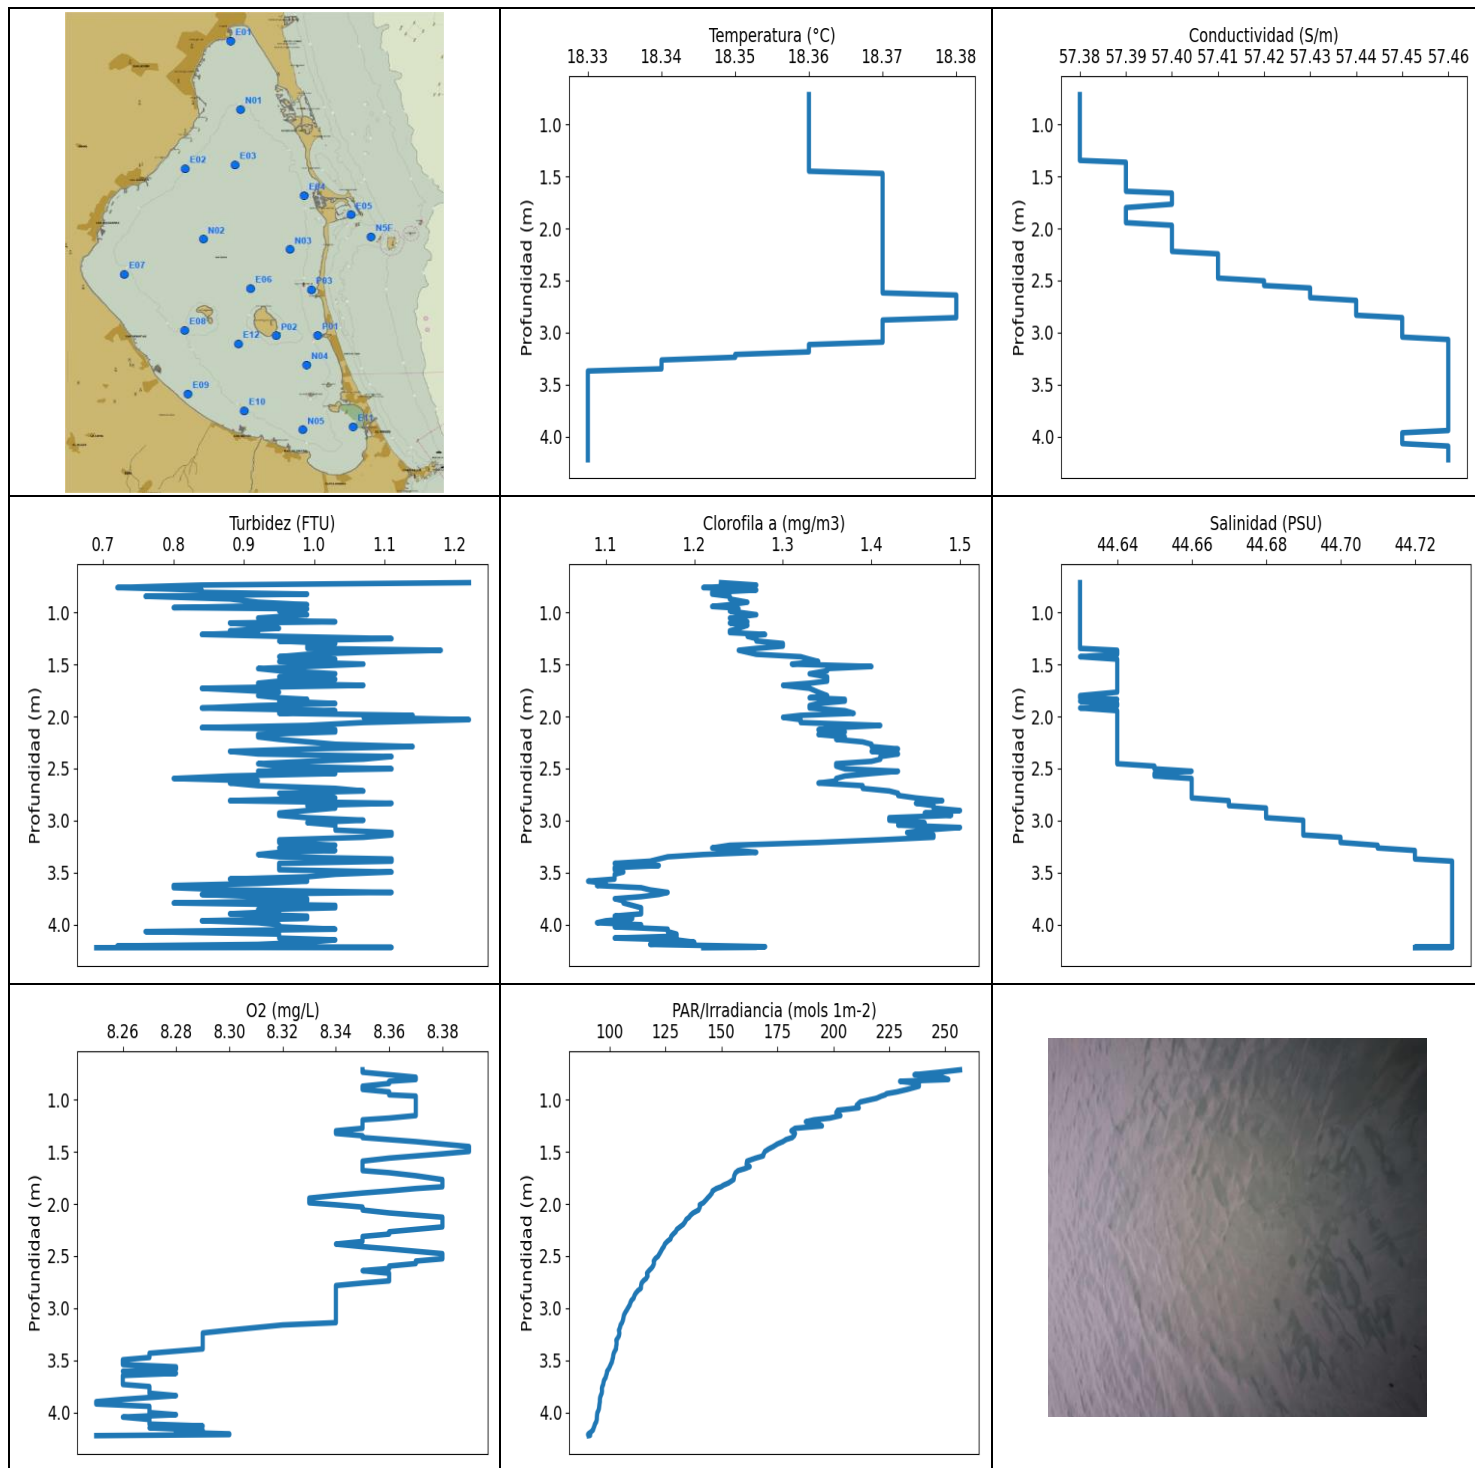 E01
N01
E02
E03
E04
E05
N5F
N02
N03
E07
E06
P03
E08
P02
P01
E12
N04
E09
E10
N05
E11
Temperatura (°C)
18.33 18.34 18.35 18.36 18.37 18.38
Profundidad (m)
1.0
1.5
2.0
2.5
3.0
3.5
4.0
Conductividad (S/m)
57.38 57.39 57.40 57.41 57.42 57.43 57.44 57.45 57.46
Profundidad (m)
1.0
1.5
2.0
2.5
3.0
3.5
4.0
Turbidez (FTU)
0.7 0.8 0.9 1.0 1.1 1.2
Profundidad (m)
1.0
1.5
2.0
2.5
3.0
3.5
4.0
Clorofila a (mg/m3)
1.1 1.2 1.3 1.4 1.5
Profundidad (m)
1.0
1.5
2.0
2.5
3.0
3.5
4.0
Salinidad (PSU)
44.64 44.66 44.68 44.70 44.72
Profundidad (m)
1.0
1.5
2.0
2.5
3.0
3.5
4.0
O2 (mg/L)
8.26 8.28 8.30 8.32 8.34 8.36 8.38
Profundidad (m)
1.0
1.5
2.0
2.5
3.0
3.5
4.0
PAR/Irradiancia (mols 1m-2)
100 125 150 175 200 225 250
Profundidad (m)
1.0
1.5
2.0
2.5
3.0
3.5
4.0